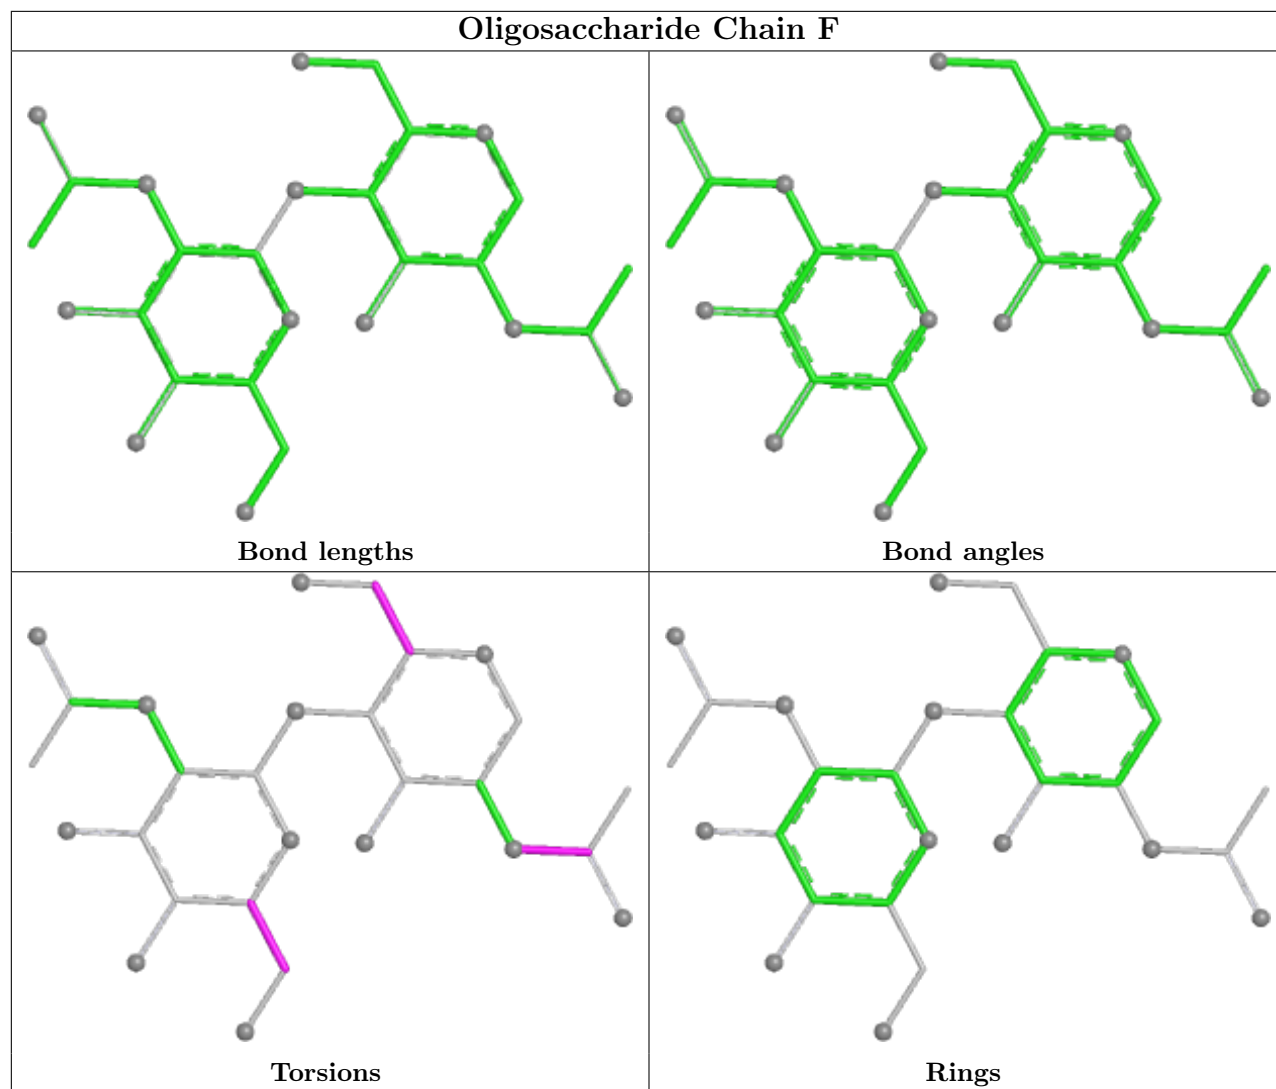 Oligosaccharide Chain F
Bond lengths
Bond angles
Torsions
Rings